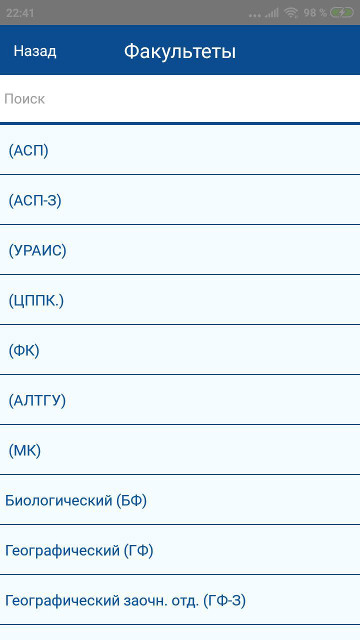 22:41
98 %
Назад
Факультеты
Поиск
(АСП)
(АСП-З)
(УРАИС)
(ЦППК.)
(ФК)
(АЛТГУ)
(МК)
Биологический (БФ)
Географический (ГФ)
Географический заочн. отд. (ГФ-З)